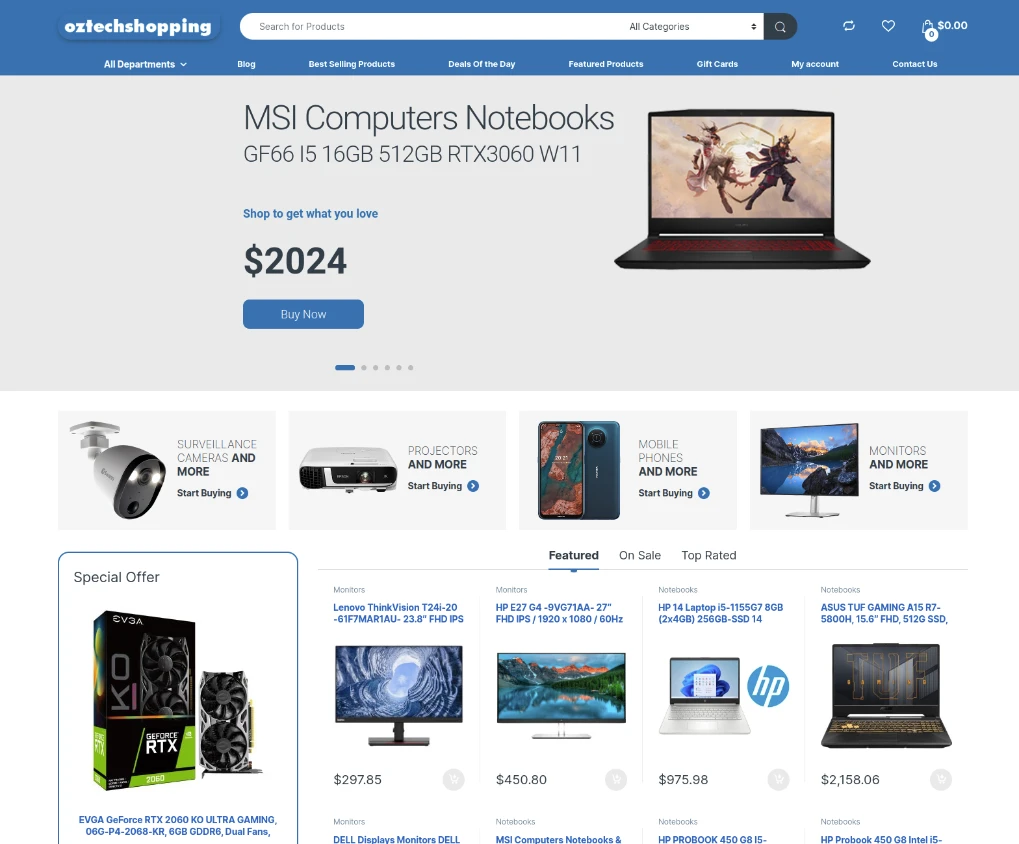 oztechshopping
Search for Products
All Categories
$0.00
0
All Departments
Blog
Best Selling Products
Deals Of the Day
Featured Products
Gift Cards
My account
Contact Us
MSI Computers Notebooks
GF66 I5 16GB 512GB RTX3060 W11
Shop to get what you love
$2024
Buy Now
SURVEILLANCE
CAMERAS AND
MORE
Start Buying
PROJECTORS
AND MORE
Start Buying
MOBILE
PHONES
AND MORE
Start Buying
MONITORS
AND MORE
Start Buying
Special Offer
EVGA
KO
GEFORCE
RTX
2060
EVGA GeForce RTX 2060 KO ULTRA GAMING,
06G-P4-2068-KR, 6GB GDDR6, Dual Fans,
Featured
On Sale
Top Rated
Monitors
Lenovo ThinkVision T24i-20
-61F7MAR1AU- 23.8" FHD IPS
$297.85
Monitors
HP E27 G4 -9VG71AA- 27"
FHD IPS / 1920 x 1080 / 60Hz
$450.80
Notebooks
HP 14 Laptop i5-1155G7 8GB
(2x4GB) 256GB-SSD 14
hp
$975.98
Notebooks
ASUS TUF GAMING A15 R7-
5800H, 15.6" FHD, 512G SSD,
TUF
GAMING
$2,158.06
Monitors
DELL Displays Monitors DELL
Notebooks
MSI Computers Notebooks &
Notebooks
HP PROBOOK 450 G8 I5-
Notebooks
HP Probook 450 G8 Intel i5-